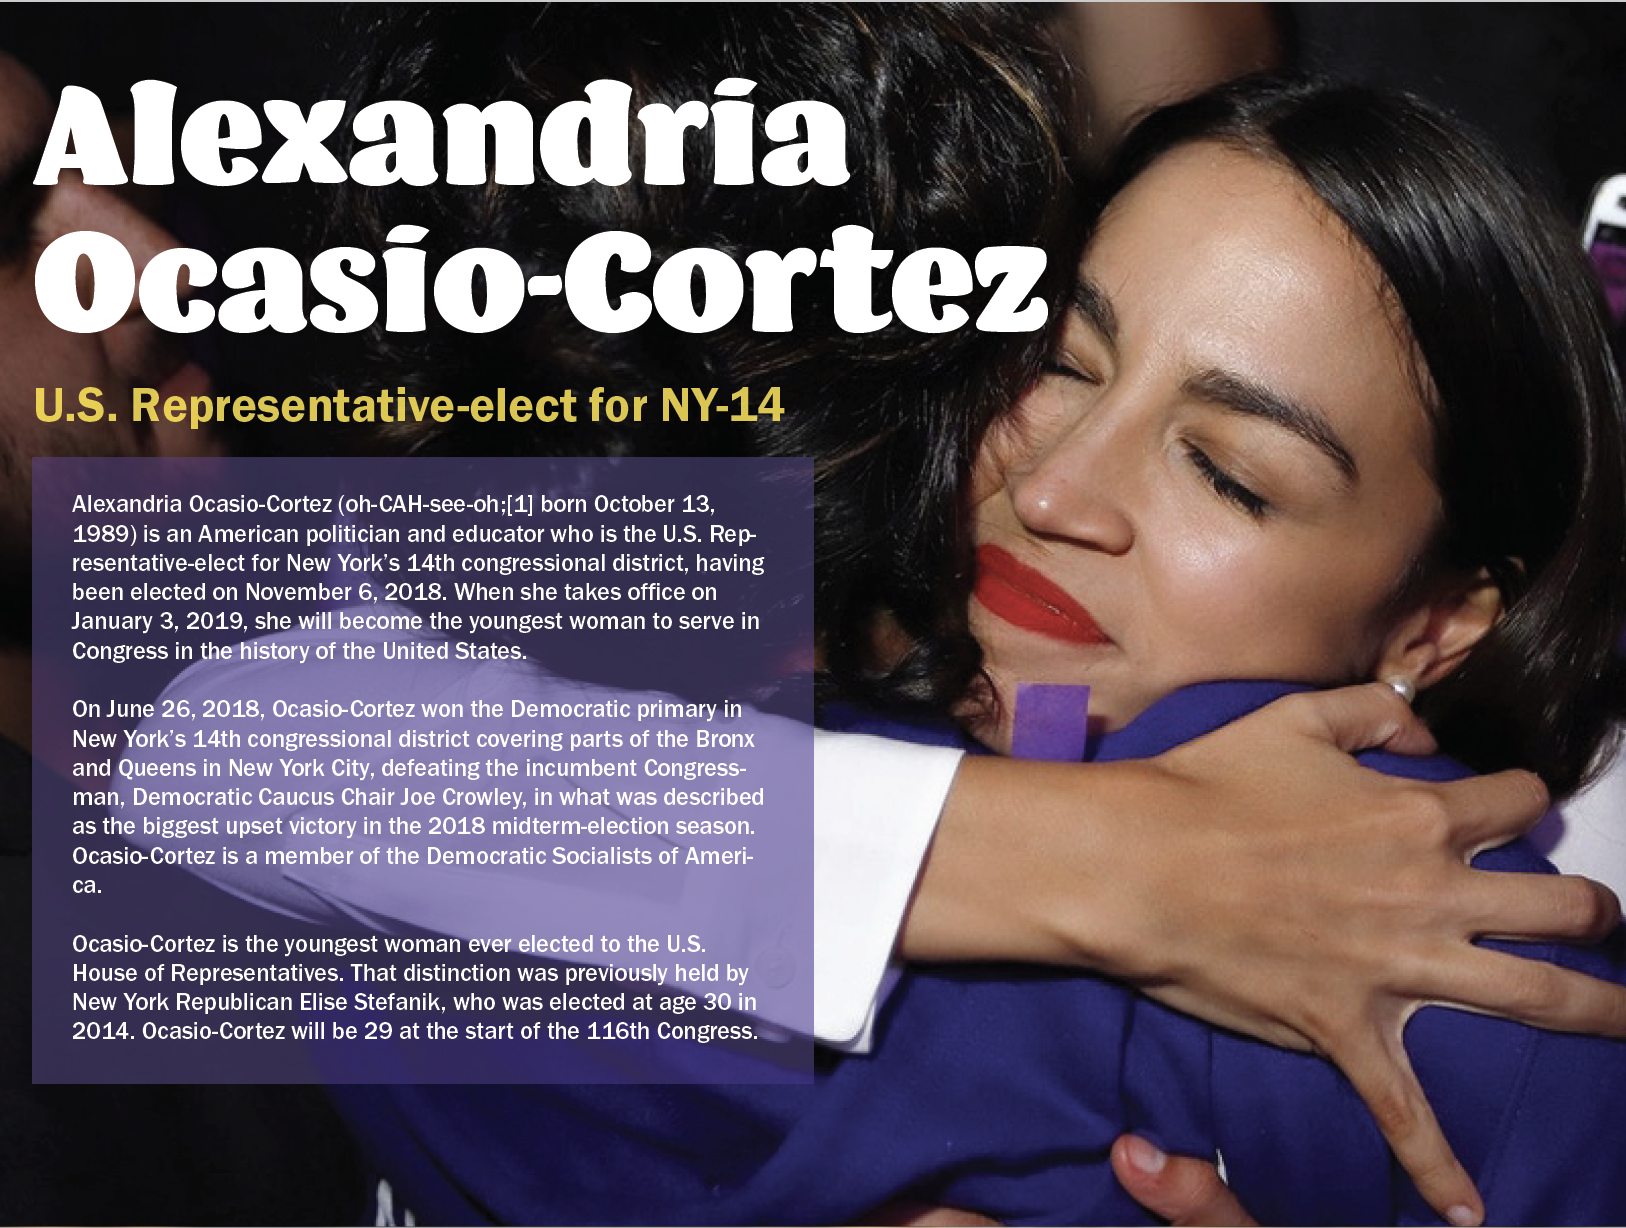 Alexandria
Ocasio-Cortez
U.S. Representative-elect for NY-14
Alexandria Ocasio-Cortez (oh-CAH-see-oh;[1] born October 13,
1989) is an American politician and educator who is the U.S. Rep-
resentative-elect for New York’s 14th congressional district, having
been elected on November 6, 2018. When she takes office on
January 3, 2019, she will become the youngest woman to serve in
Congress in the history of the United States.
On June 26, 2018, Ocasio-Cortez won the Democratic primary in
New York’s 14th congressional district covering parts of the Bronx
and Queens in New York City, defeating the incumbent Congress-
man, Democratic Caucus Chair Joe Crowley, in what was described
as the biggest upset victory in the 2018 midterm-election season.
Ocasio-Cortez is a member of the Democratic Socialists of Ameri-
ca.
Ocasio-Cortez is the youngest woman ever elected to the U.S.
House of Representatives. That distinction was previously held by
New York Republican Elise Stefanik, who was elected at age 30 in
2014. Ocasio-Cortez will be 29 at the start of the 116th Congress.